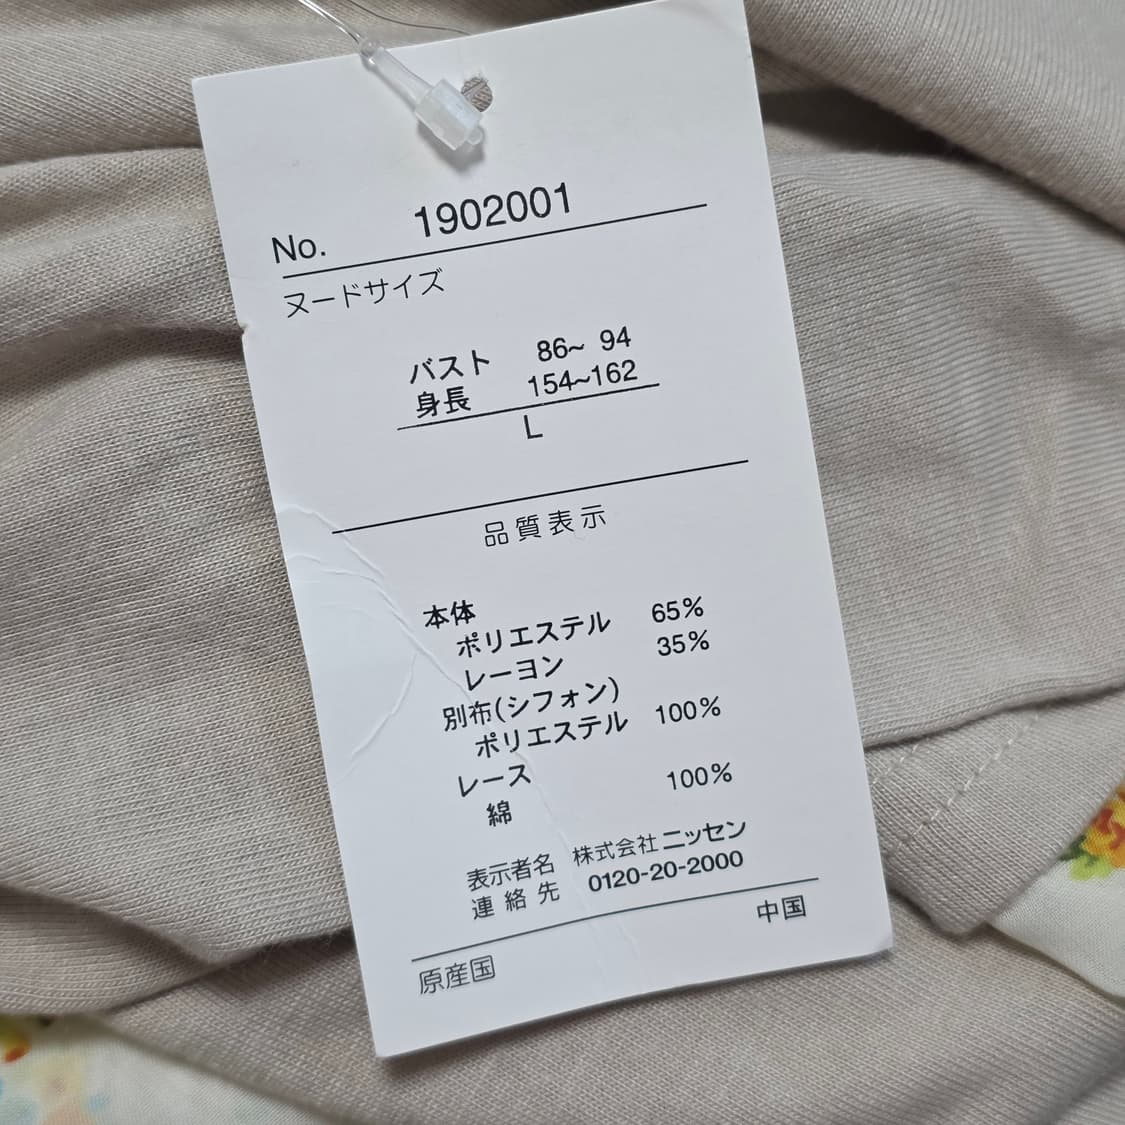 No. 1902001
ヌードサイズ
バスト 86~ 94
身長 154~162
L
品質表示
本体
ポリエステル 65%
レーヨン 35%
別布(シフォン)
ポリエステル 100%
レース
綿 100%
表示者名 株式会社 ニッセン
連絡先 0120-20-2000
原産国 中国